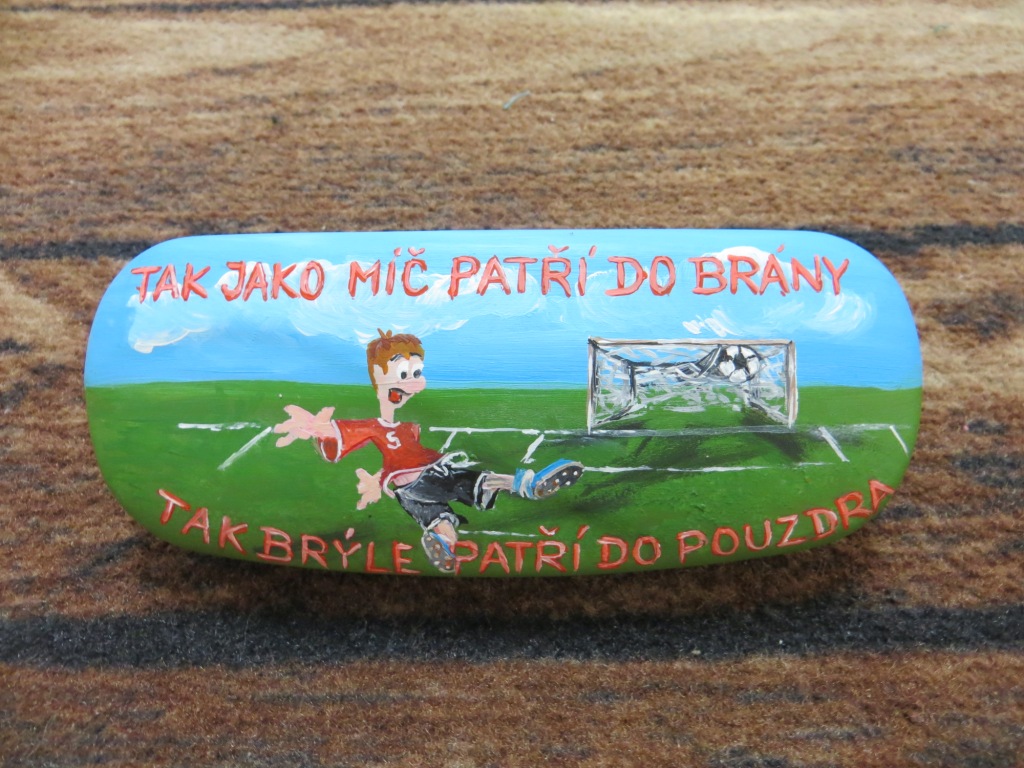 TAK JAKO MÍČ PATŘÍ DO BRÁNY
S
TAK BRÝLE PATŘÍ DO POUZDRA